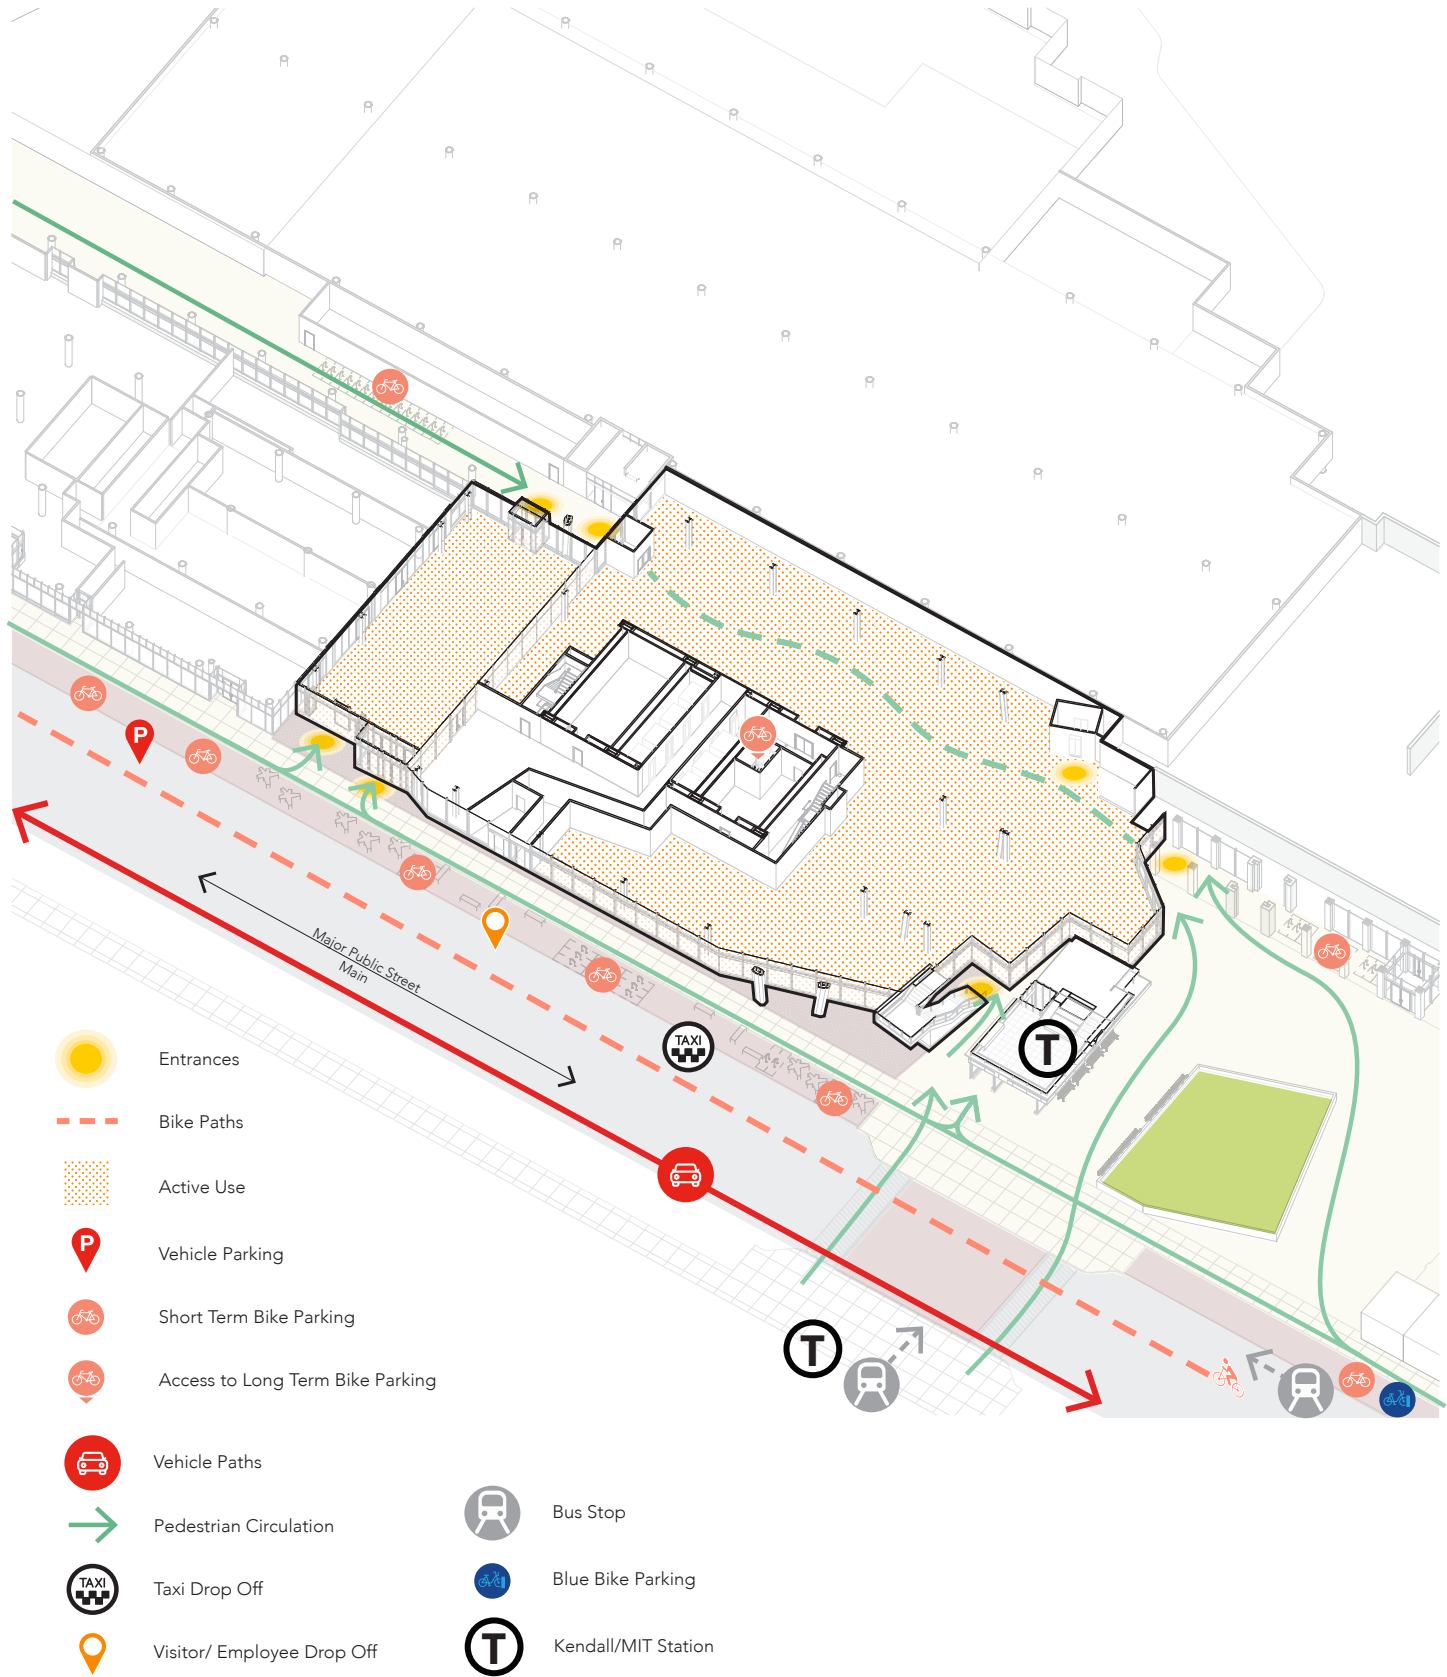 P
Major Public Street
Main
TAXI
T
T
Entrances
Bike Paths
Active Use
P
Vehicle Parking
Short Term Bike Parking
Access to Long Term Bike Parking
Vehicle Paths
Pedestrian Circulation
TAXI
Taxi Drop Off
Visitor/ Employee Drop Off
Bus Stop
Blue Bike Parking
T
Kendall/MIT Station